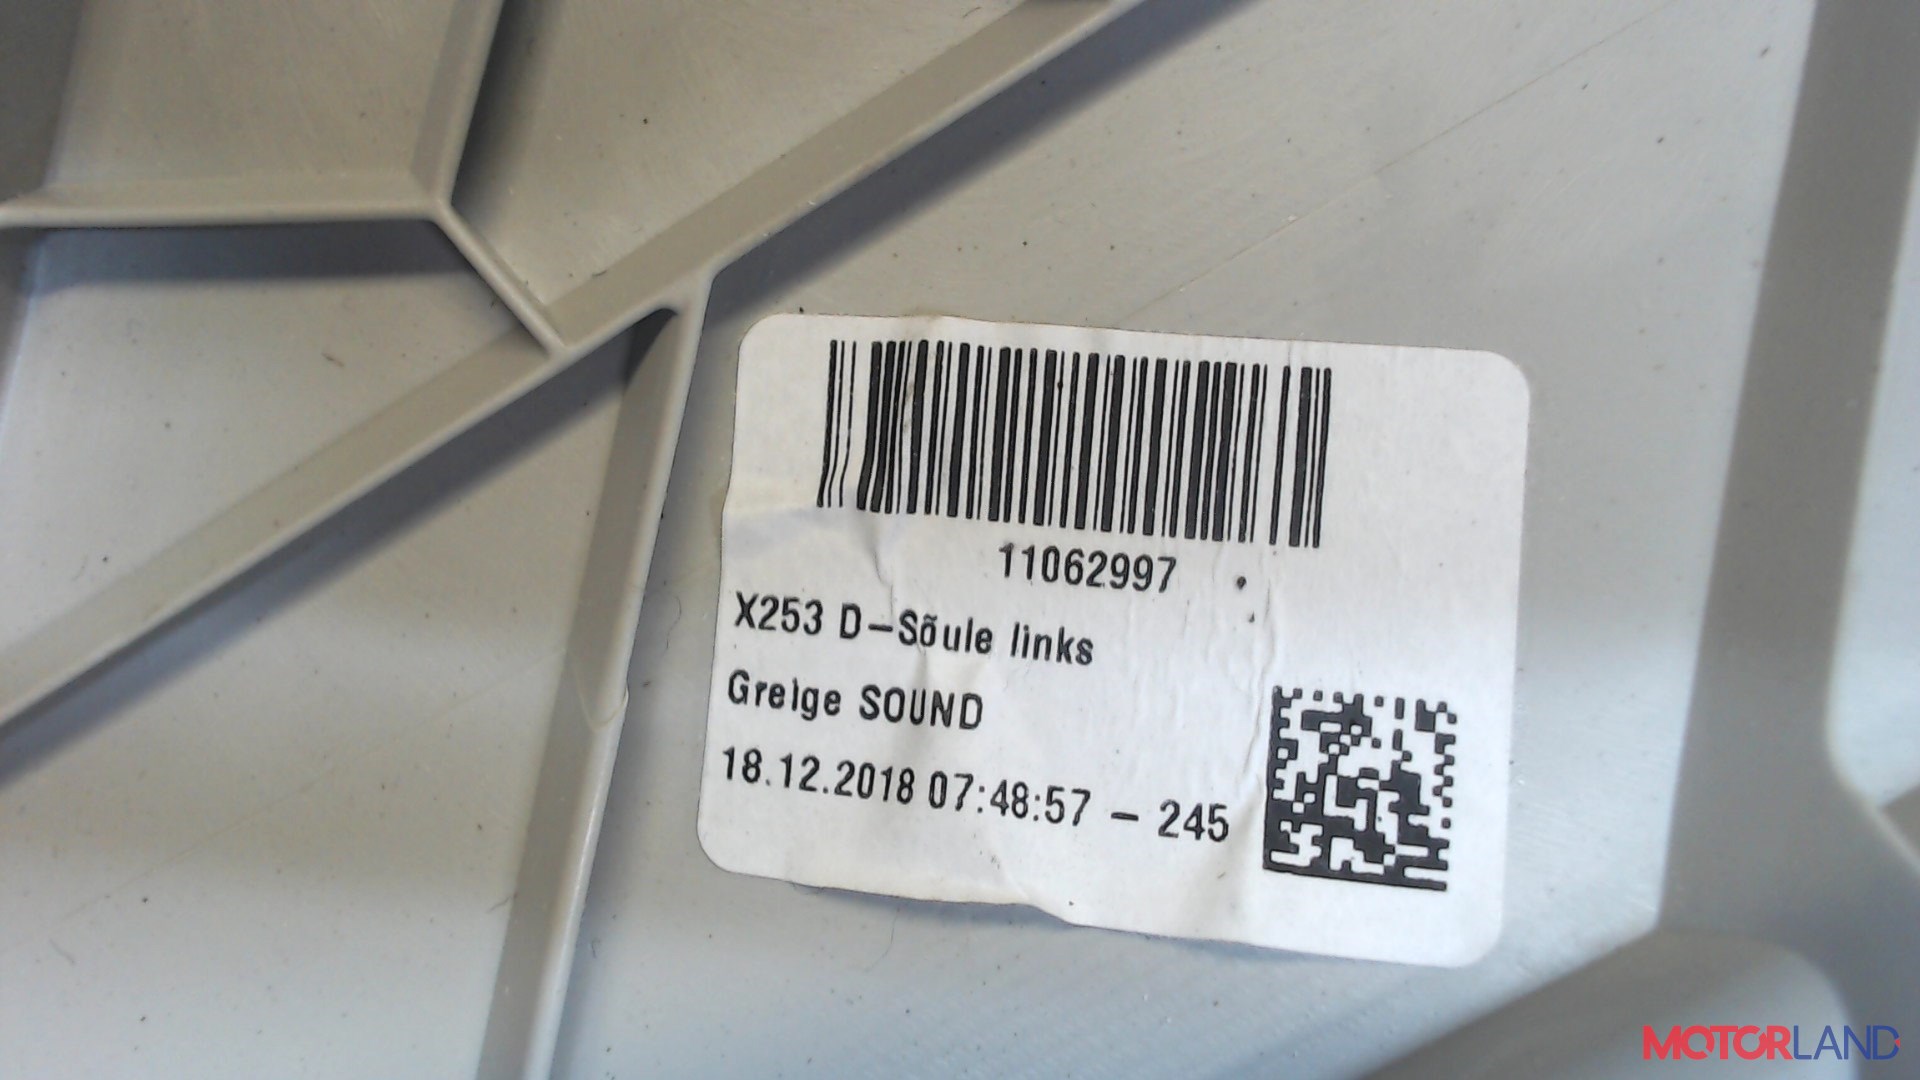 11062997
X253 D-Sõule links
Greige SOUND
18.12.2018 07:48:57 - 245
MOTORLAND